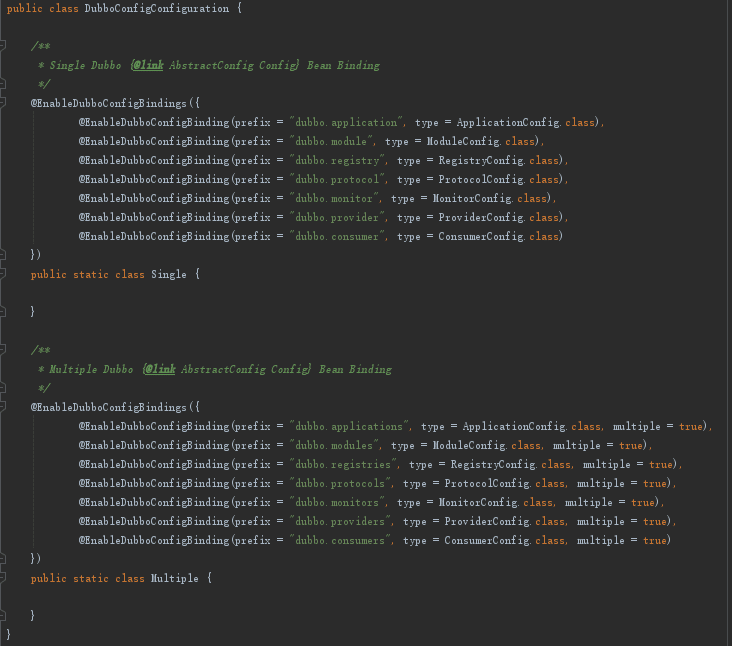 public class DubboConfigConfiguration {
/**
* Single Dubbo {@link AbstractConfig Config} Bean Binding
*/
@EnableDubboConfigBindings({
@EnableDubboConfigBinding(prefix = "dubbo.application", type = ApplicationConfig.class),
@EnableDubboConfigBinding(prefix = "dubbo.module", type = ModuleConfig.class),
@EnableDubboConfigBinding(prefix = "dubbo.registry", type = RegistryConfig.class),
@EnableDubboConfigBinding(prefix = "dubbo.protocol", type = ProtocolConfig.class),
@EnableDubboConfigBinding(prefix = "dubbo.monitor", type = MonitorConfig.class),
@EnableDubboConfigBinding(prefix = "dubbo.provider", type = ProviderConfig.class),
@EnableDubboConfigBinding(prefix = "dubbo.consumer", type = ConsumerConfig.class)
})
public static class Single {
}
/**
* Multiple Dubbo {@link AbstractConfig Config} Bean Binding
*/
@EnableDubboConfigBindings({
@EnableDubboConfigBinding(prefix = "dubbo.applications", type = ApplicationConfig.class, multiple = true),
@EnableDubboConfigBinding(prefix = "dubbo.modules", type = ModuleConfig.class, multiple = true),
@EnableDubboConfigBinding(prefix = "dubbo.registries", type = RegistryConfig.class, multiple = true),
@EnableDubboConfigBinding(prefix = "dubbo.protocols", type = ProtocolConfig.class, multiple = true),
@EnableDubboConfigBinding(prefix = "dubbo.monitors", type = MonitorConfig.class, multiple = true),
@EnableDubboConfigBinding(prefix = "dubbo.providers", type = ProviderConfig.class, multiple = true),
@EnableDubboConfigBinding(prefix = "dubbo.consumers", type = ConsumerConfig.class, multiple = true)
})
public static class Multiple {
}
}